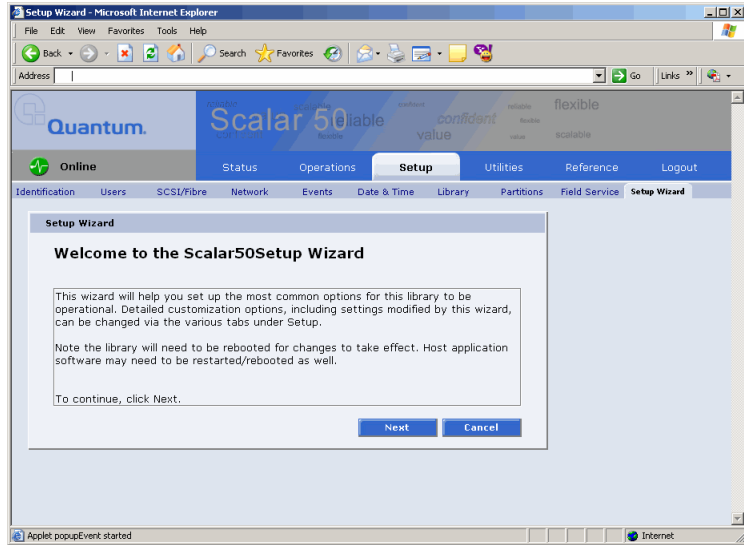 Setup Wizard - Microsoft Internet Explorer
File Edit View Favorites Tools Help
Back Search Favorites
Address Go Links »
Quantum.
Scalar 50
reliable
value
confident
reliable
flexible
flexible
value
scalable
Online Status Operations Setup Utilities Reference Logout
Identification Users SCSI/Fibre Network Events Date & Time Library Partitions Field Service Setup Wizard
Setup Wizard
Welcome to the Scalar50Setup Wizard
This wizard will help you set up the most common options for this library to be
operational. Detailed customization options, including settings modified by this wizard,
can be changed via the various tabs under Setup.
Note the library will need to be rebooted for changes to take effect. Host application
software may need to be restarted/rebooted as well.
To continue, click Next.
Next Cancel
Applet popupEvent started Internet